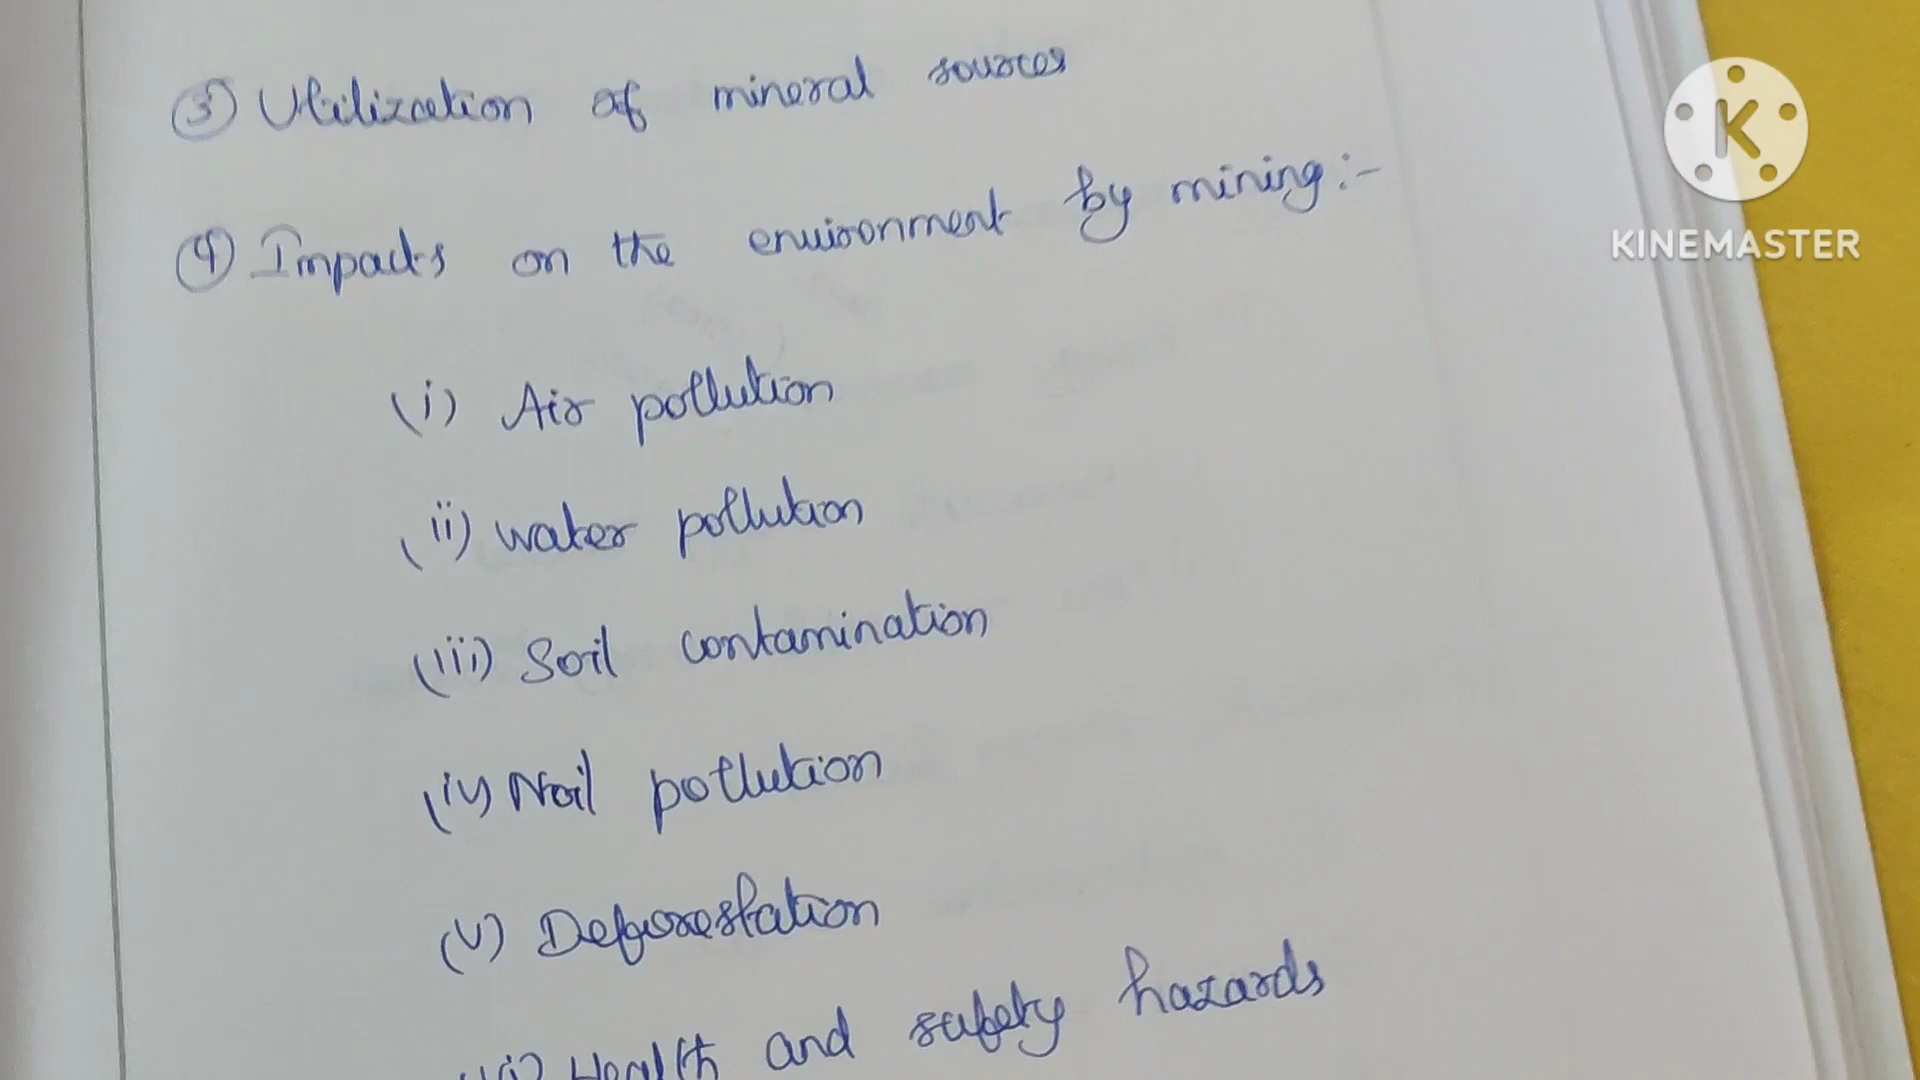 ③ Utilization of mineral sources
④ Impacts on the environment by mining:-
(i) Air pollution
(ii) water pollution
(iii) Soil contamination
(iv) Noil pollution
(v) Deforestation
(vi) Health and safety hazards
K
KINEMASTER